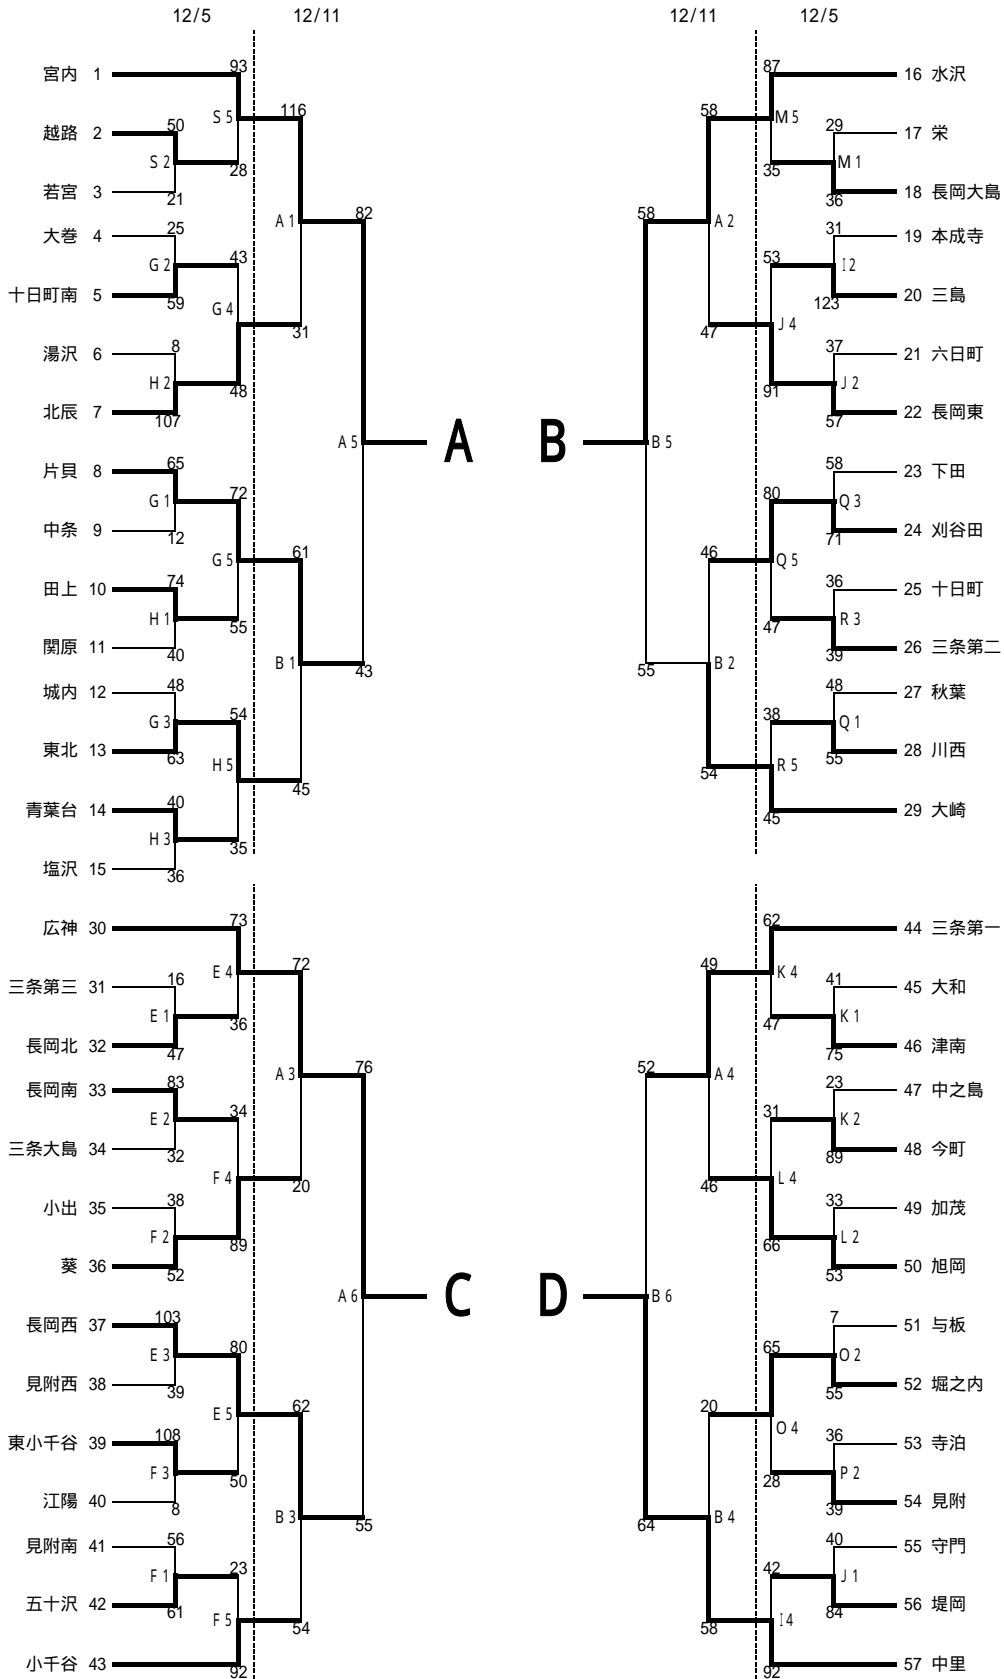 12/5 12/11 12/11 12/5
93 87
宮内 1 16 水沢
116 58
S5 M5
越路 2 50 29 17 栄
S2 M1
28 35
若宮 3 21 36 18 長岡大島
A1 82 58 A2
大巻 4 25 31 19 本成寺
G2 43 53 I2
十日町南 5 59 123 20 三島
G4 31 47 J4
湯沢 6 8 37 21 六日町
H2 48 91 J2
北辰 7 107 57 22 長岡東
A5 A B B5
片貝 8 65 58 23 下田
G1 72 80 Q3
中条 9 12 71 24 刈谷田
G5 61 46 Q5
田上 10 74 36 25 十日町
H1 55 47 R3
関原 11 40 39 26 三条第二
B1 43 55 B2
城内 12 48 48 27 秋葉
G3 54 38 Q1
東北 13 63 55 28 川西
H5 45 54 R5
青葉台 14 40 45 29 大崎
H3 35
塩沢 15 36
広神 30 73 62 44 三条第一
E4 72 49 K4
三条第三 31 16 41 45 大和
E1 36 47 K1
長岡北 32 47 75 46 津南
A3 76 52 A4
長岡南 33 83 23 47 中之島
E2 34 31 K2
三条大島 34 32 89 48 今町
F4 20 46 L4
小出 35 38 33 49 加茂
F2 89 66 L2
葵 36 52 53 50 旭岡
A6 C D B6
長岡西 37 103 7 51 与板
E3 80 65 O2
見附西 38 39 55 52 堀之内
E5 62 20 O4
東小千谷 39 108 36 53 寺泊
F3 50 28 P2
江陽 40 8 39 54 見附
B3 55 64 B4
見附南 41 56 40 55 守門
F1 23 42 J1
五十沢 42 61 84 56 堤岡
F5 54 58 I4
小千谷 43 92 92 57 中里